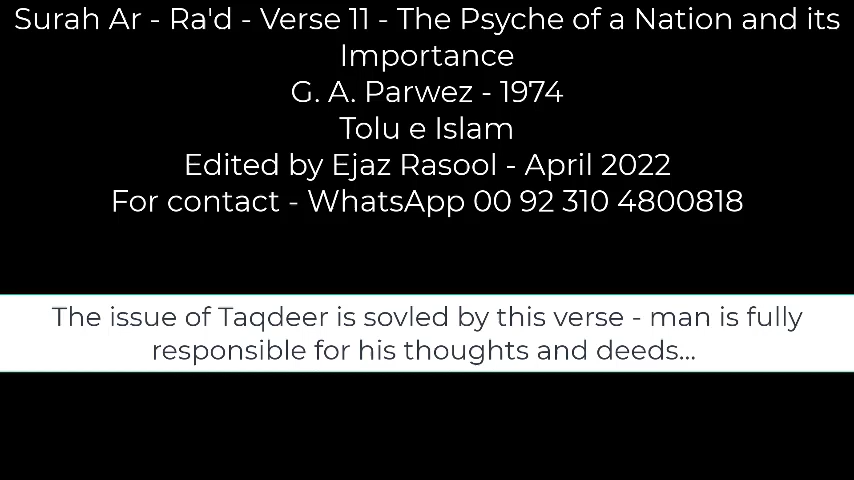 Surah Ar - Ra'd - Verse 11 - The Psyche of a Nation and its
Importance
G. A. Parwez - 1974
Tolu e Islam
Edited by Ejaz Rasool - April 2022
For contact - WhatsApp 00 92 310 4800818
The issue of Taqdeer is sovled by this verse - man is fully
responsible for his thoughts and deeds...